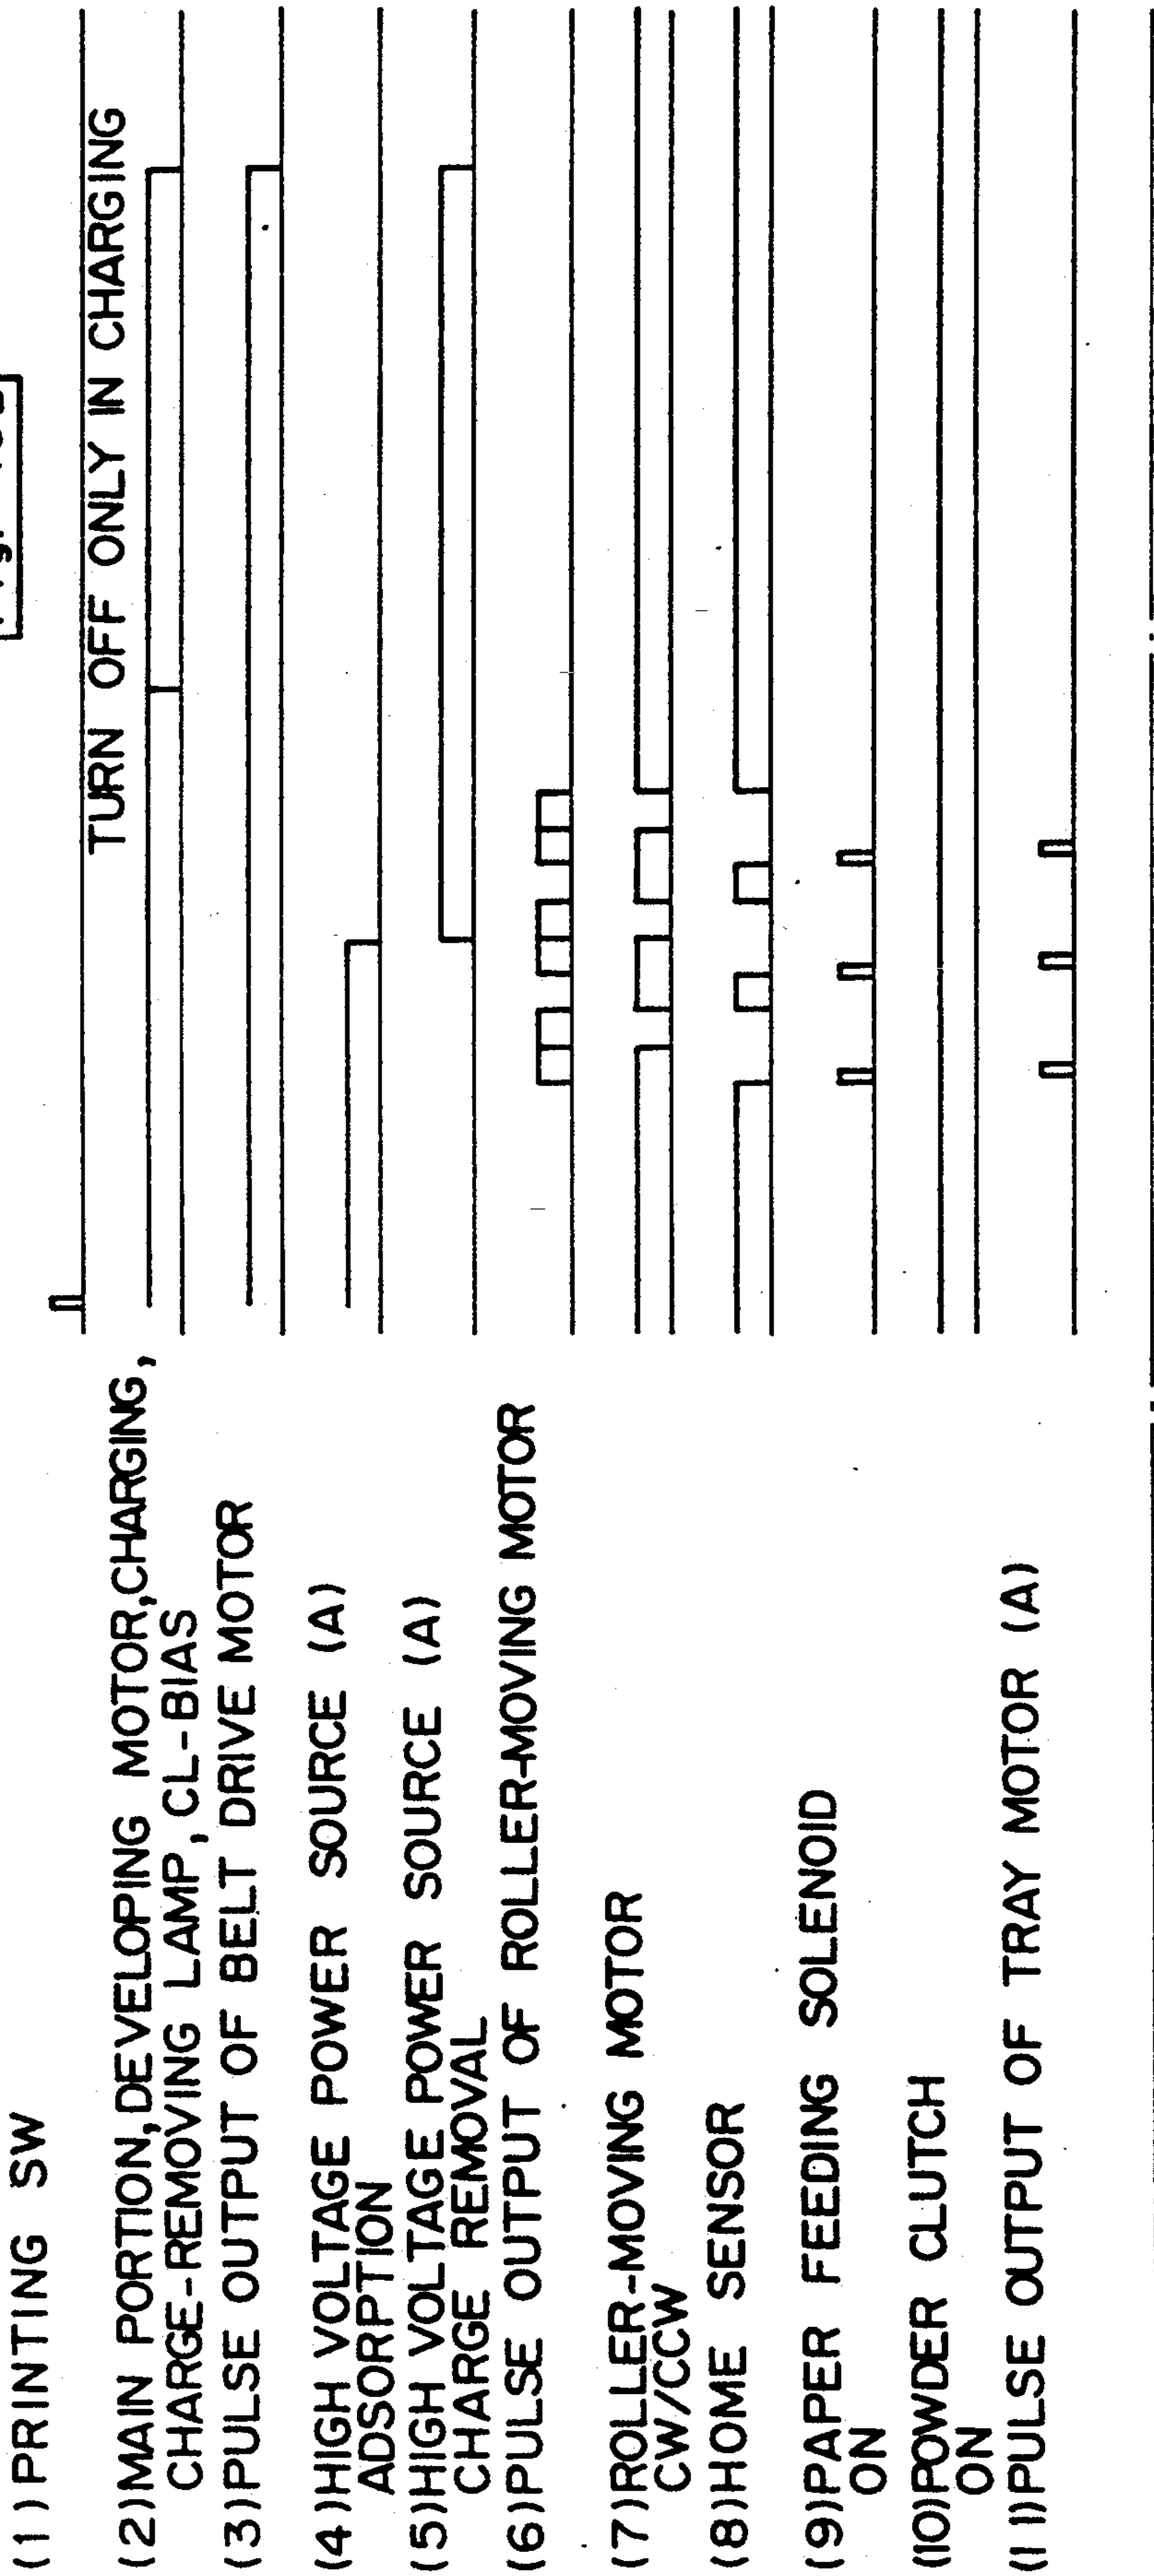 (1) PRINTING SW
TURN OFF ONLY IN CHARGING
(2) MAIN PORTION, DEVELOPING MOTOR, CHARGING,
CHARGE-REMOVING LAMP, CL-BIAS
(3) PULSE OUTPUT OF BELT DRIVE MOTOR
(4) HIGH VOLTAGE POWER SOURCE (A)
ADSORPTION
(5) HIGH VOLTAGE POWER SOURCE (A)
CHARGE REMOVAL
(6) PULSE OUTPUT OF ROLLER-MOVING MOTOR
(7) ROLLER-MOVING MOTOR
CW/CCW
(8) HOME SENSOR
(9) PAPER FEEDING SOLENOID
ON
(10) POWDER CLUTCH
ON
(11) PULSE OUTPUT OF TRAY MOTOR (A)